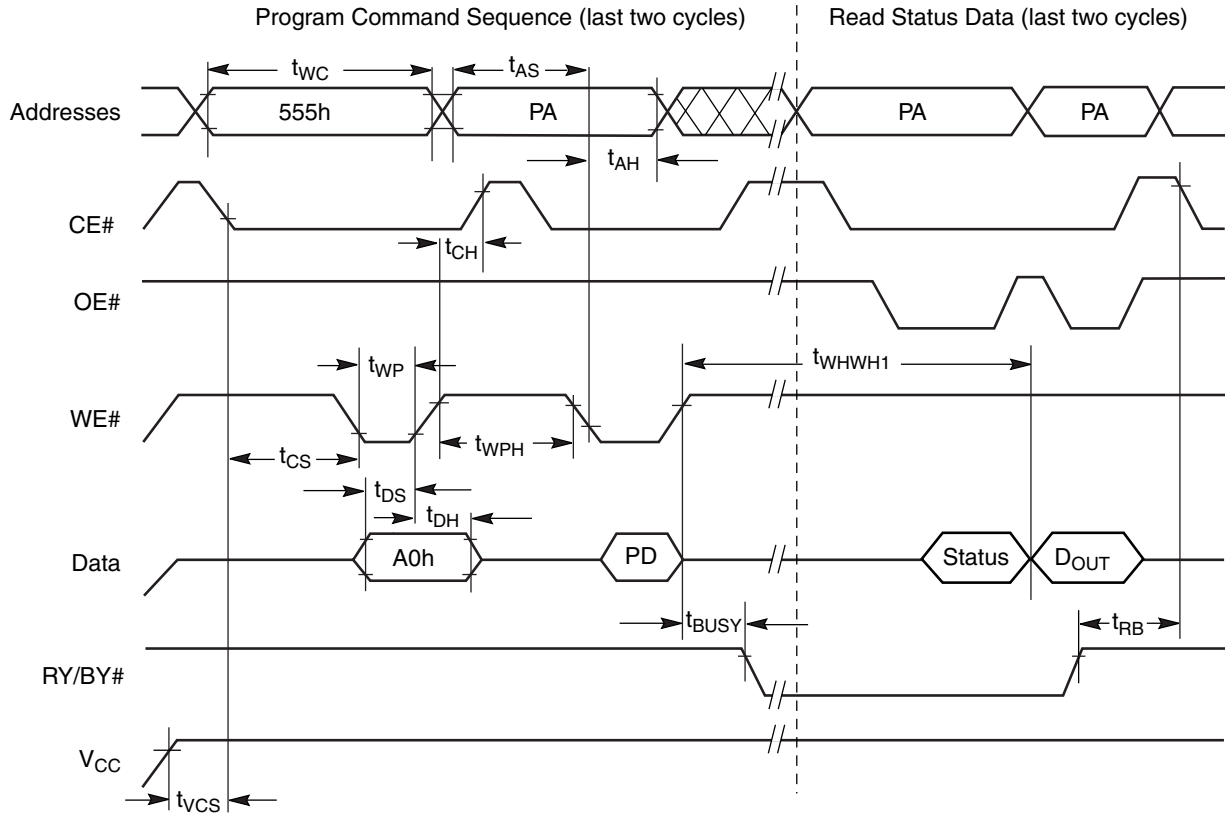 Program Command Sequence (last two cycles) Read Status Data (last two cycles)
tWC tAS
Addresses 555h PA PA PA
tAH
CE#
tCH
OE#
tWP tWHWH1
WE#
tWPH
tCS
tDS
tDH
Data A0h PD Status DOUT
tBUSY tRB
RY/BY#
VCC
tVCS